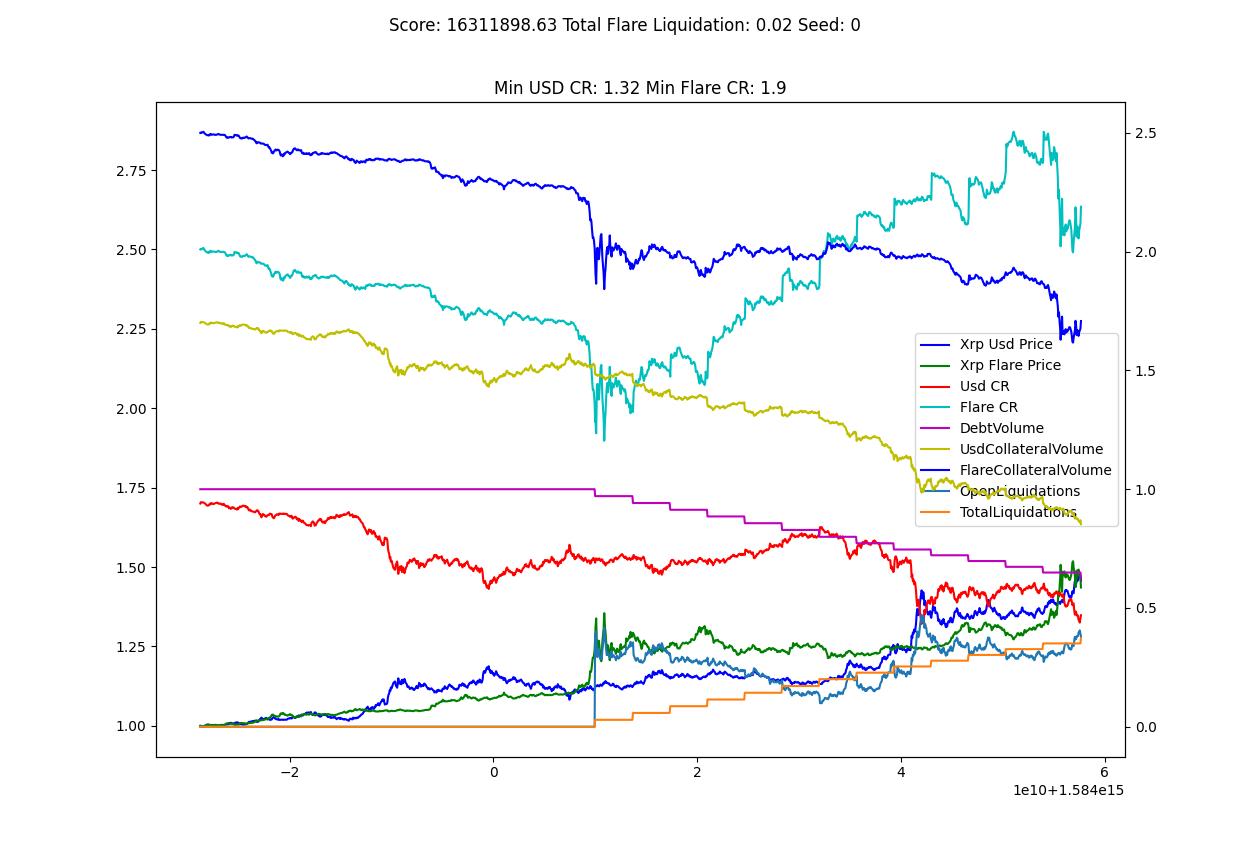 Score: 16311898.63 Total Flare Liquidation: 0.02 Seed: 0
Min USD CR: 1.32 Min Flare CR: 1.9
2.75
2.50
2.25
2.00
1.75
1.50
1.25
1.00
2.5
2.0
1.5
1.0
0.5
0.0
Xrp Usd Price
Xrp Flare Price
Usd CR
Flare CR
DebtVolume
UsdCollateralVolume
FlareCollateralVolume
OpopLiquidations
TotalLiquidations
−2 0 2 4 6
1e10+1.584e15